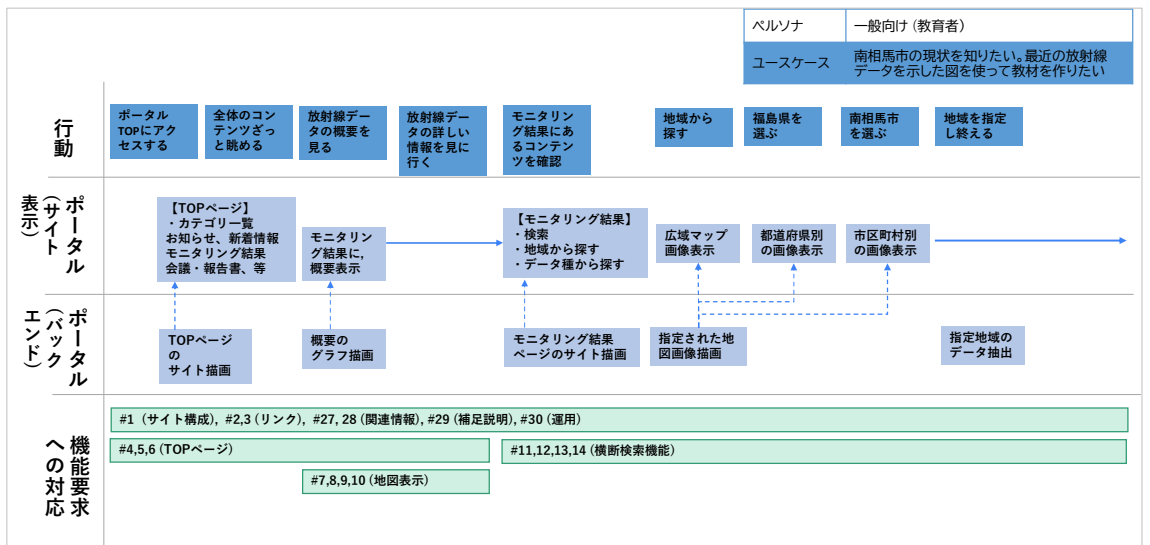 ペルソナ
一般向け（教育者）
ユースケース
南相馬市の現状を知りたい。最近の放射線
データを示した図を使って教材を作りたい
行動
ポータル
TOPにアク
セスする
全体のコン
テンツざっ
と眺める
放射線デー
タの概要を
見る
放射線デー
タの詳しい
情報を見に
行く
モニタリン
グ結果にあ
るコンテン
ツを確認
地域から
探す
福島県を
選ぶ
南相馬市
を選ぶ
地域を指定
し終える
ポータル
(サイト
表示)
【TOPページ】
・カテゴリ一覧
お知らせ、新着情報
モニタリング結果
会議・報告書、等
モニタリン
グ結果に,
概要表示
【モニタリング結果】
・検索
・地域から探す
・データ種から探す
広域マップ
画像表示
都道府県別
の画像表示
市区町村別
の画像表示
ポータル
(バック
エンド)
TOPページ
の
サイト描画
概要の
グラフ描画
モニタリング結果
ページのサイト描画
指定された地
図画像描画
指定地域の
データ抽出
機能要求
への対応
#1（サイト構成）, #2,3 (リンク), #27, 28 (関連情報), #29 (補足説明), #30 (運用)
#4,5,6 (TOPページ)
#11,12,13,14 (横断検索機能)
#7,8,9,10 (地図表示)